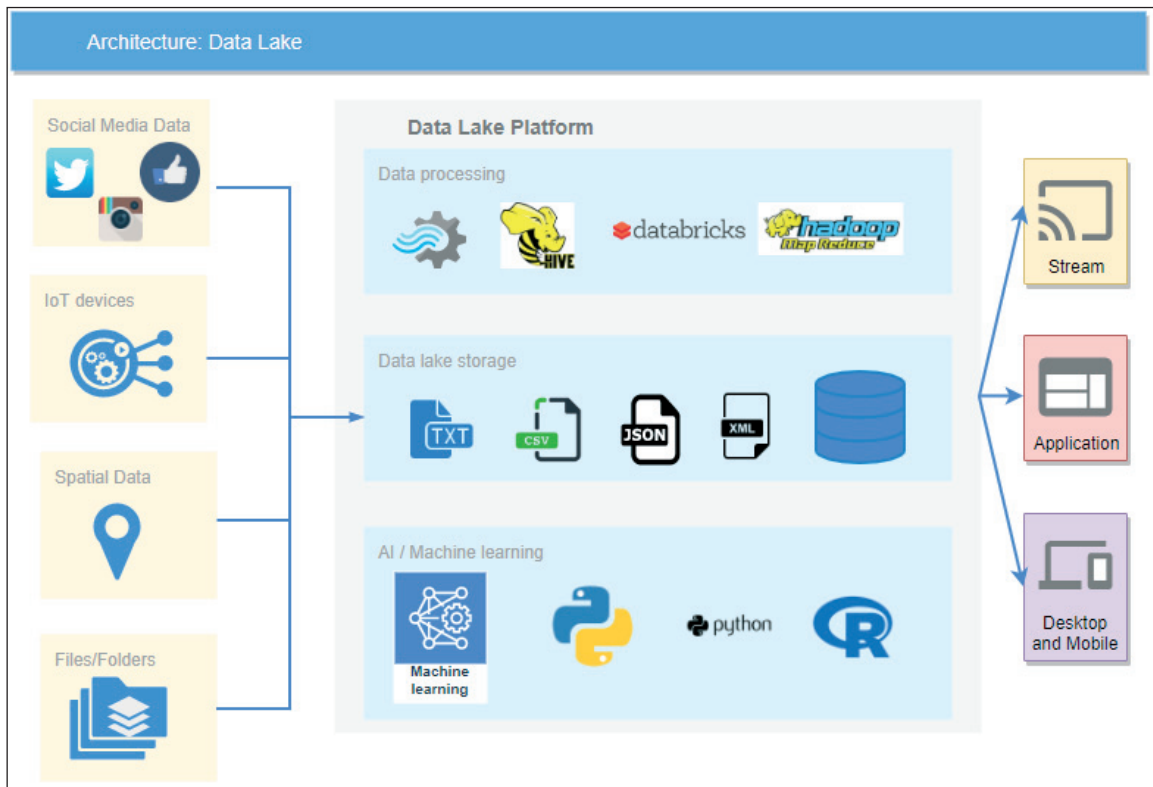 Architecture: Data Lake
Social Media Data
IoT devices
Spatial Data
Files/Folders
Data Lake Platform
Data processing
HIVE
databricks
hadoop
Map Reduce
Data lake storage
TXT
CSV
JSON
XML
AI / Machine learning
Machine
learning
python
R
Stream
Application
Desktop
and Mobile